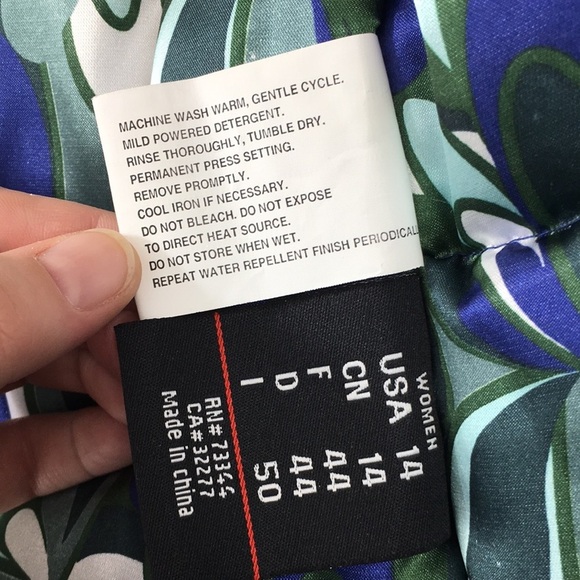 MACHINE WASH WARM, GENTLE CYCLE.
MILD POWERED DETERGENT.
RINSE THOROUGHLY, TUMBLE DRY.
PERMANENT PRESS SETTING.
REMOVE PROMPTLY.
COOL IRON IF NECESSARY.
DO NOT BLEACH. DO NOT EXPOSE
TO DIRECT HEAT SOURCE.
DO NOT STORE WHEN WET.
REPEAT WATER REPELLENT FINISH PERIODICAL
WOMEN
USA 14
CN 14
F 44
D 44
I 50
RN# 73344
CA# 32277
Made in china